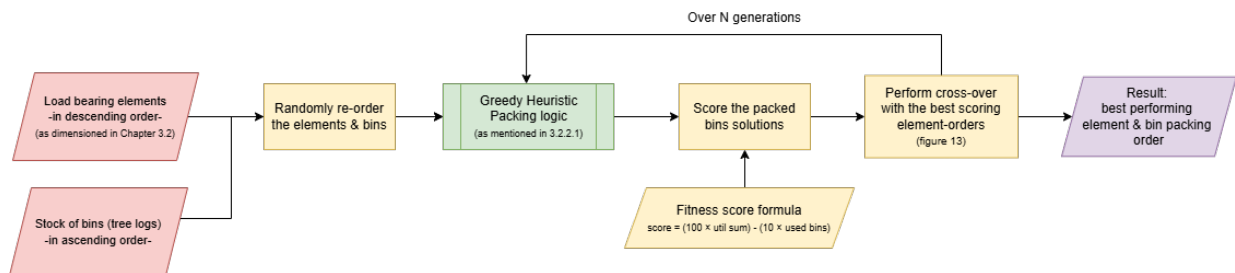 Over N generations
Load bearing elements
-in descending order-
(as dimensioned in Chapter 3.2)
Randomly re-order
the elements & bins
Greedy Heuristic
Packing logic
(as mentioned in 3.2.2.1)
Score the packed
bins solutions
Perform cross-over
with the best scoring
element-orders
(figure 13)
Result:
best performing
element & bin packing
order
Stock of bins (tree logs)
-in ascending order-
Fitness score formula
score = (100 × util sum) - (10 × used bins)